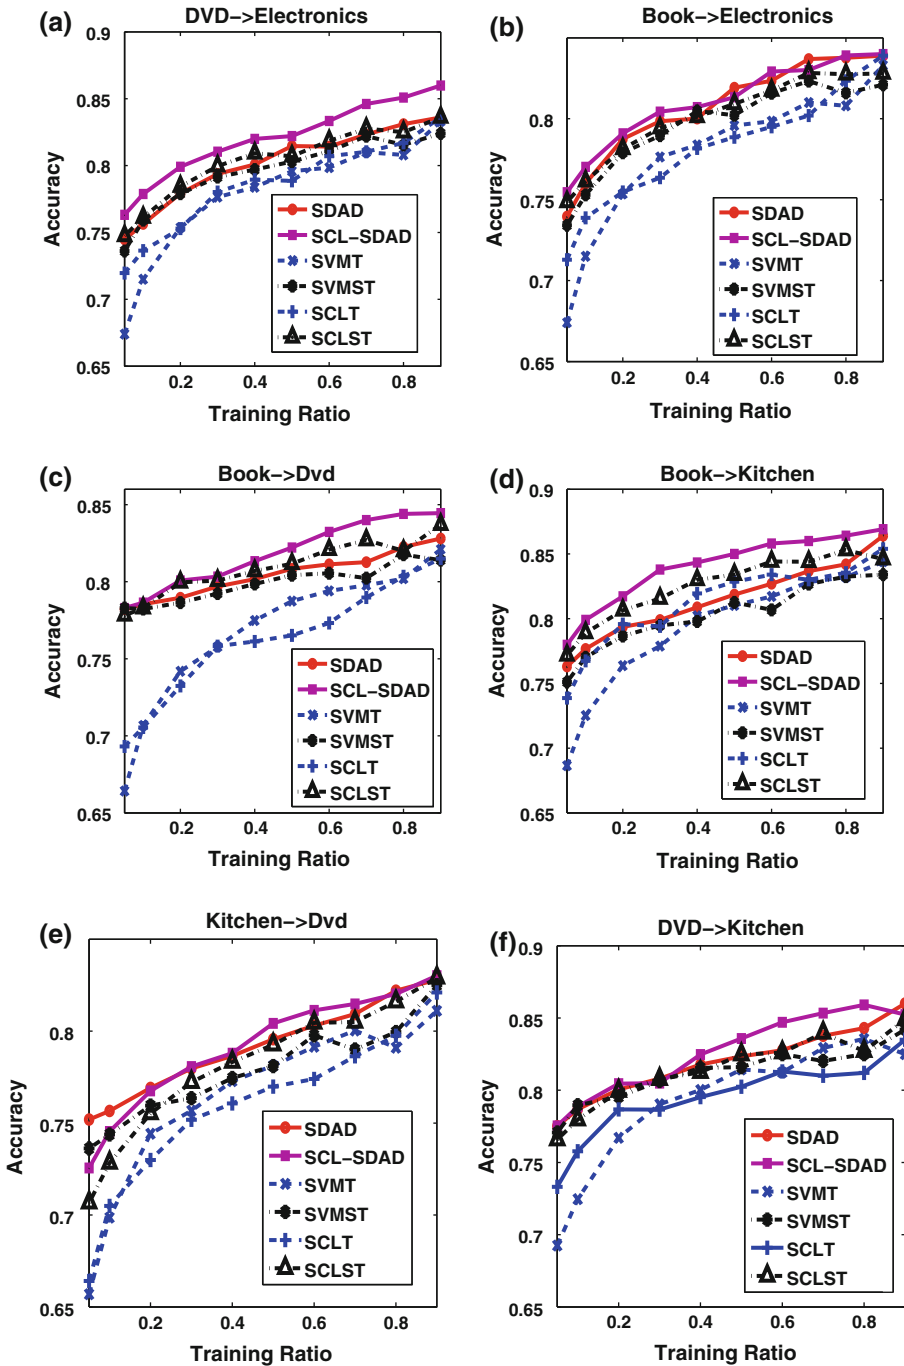 (a)
DVD->Electronics
0.9
0.85
0.8
0.75
0.7
0.65
Accuracy
0.2 0.4 0.6 0.8
Training Ratio
SDAD
SCL-SDAD
SVMT
SVMST
SCLT
SCLST
(b)
Book->Electronics
0.8
0.75
0.7
0.65
Accuracy
0.2 0.4 0.6 0.8
Training Ratio
SDAD
SCL-SDAD
SVMT
SVMST
SCLT
SCLST
(c)
Book->Dvd
0.85
0.8
0.75
0.7
0.65
Accuracy
0.2 0.4 0.6 0.8
Training Ratio
SDAD
SCL-SDAD
SVMT
SVMST
SCLT
SCLST
(d)
Book->Kitchen
0.9
0.85
0.8
0.75
0.7
0.65
Accuracy
0.2 0.4 0.6 0.8
Training Ratio
SDAD
SCL-SDAD
SVMT
SVMST
SCLT
SCLST
(e)
Kitchen->Dvd
0.8
0.75
0.7
0.65
Accuracy
0.2 0.4 0.6 0.8
Training Ratio
SDAD
SCL-SDAD
SVMT
SVMST
SCLT
SCLST
(f)
DVD->Kitchen
0.9
0.85
0.8
0.75
0.7
0.65
Accuracy
0.2 0.4 0.6 0.8
Training Ratio
SDAD
SCL-SDAD
SVMT
SVMST
SCLT
SCLST